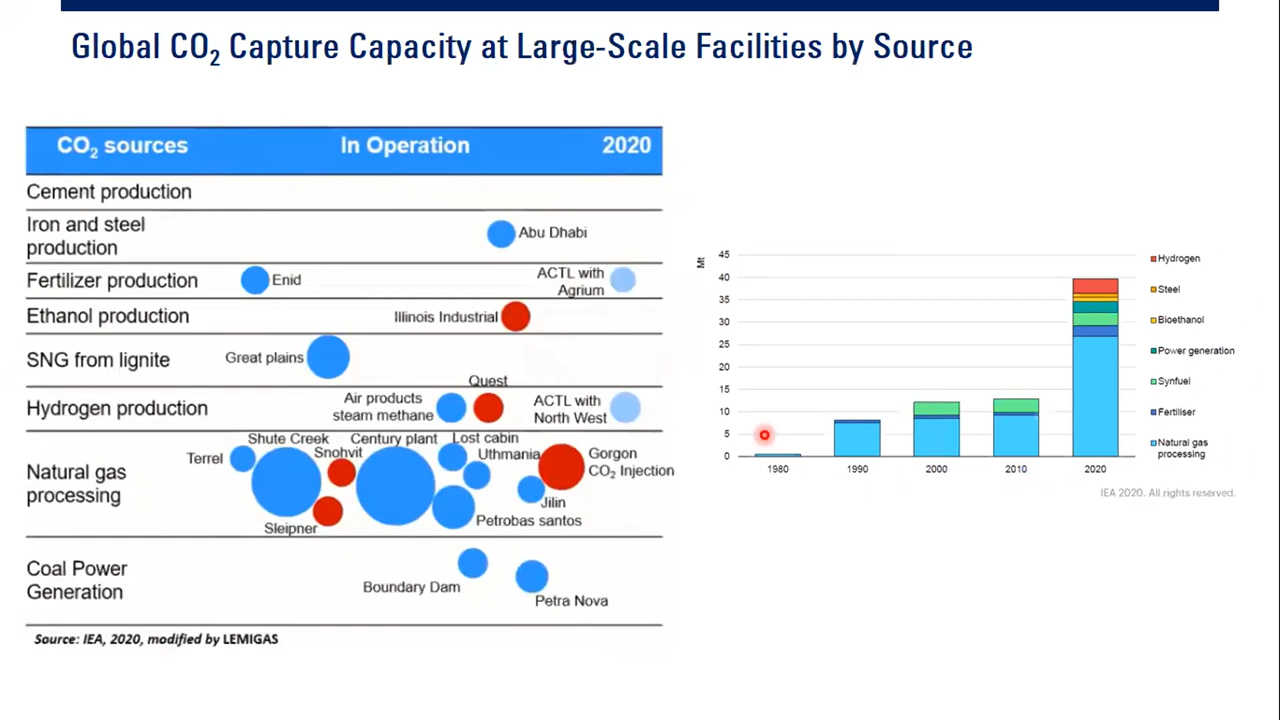 Global CO₂ Capture Capacity at Large-Scale Facilities by Source
CO₂ sources In Operation 2020
Cement production
Iron and steel
production
Abu Dhabi
Fertilizer production
Enid
ACTL with
Agrium
Ethanol production
Illinois Industrial
SNG from lignite
Great plains
Hydrogen production
Air products
steam methane
Quest
ACTL with
North West
Natural gas
processing
Terrel
Shute Creek
Snohvit
Sleipner
Century plant
Lost cabin
Uthmania
Petrobas santos
Jilin
Gorgon
CO₂ Injection
Coal Power
Generation
Boundary Dam
Petra Nova
Source: IEA, 2020, modified by LEMIGAS
Mt
45
40
35
30
25
20
15
10
5
0
1980 1990 2000 2010 2020
Hydrogen
Steel
Bioethanol
Power generation
Synfuel
Fertiliser
Natural gas
processing
IEA 2020. All rights reserved.